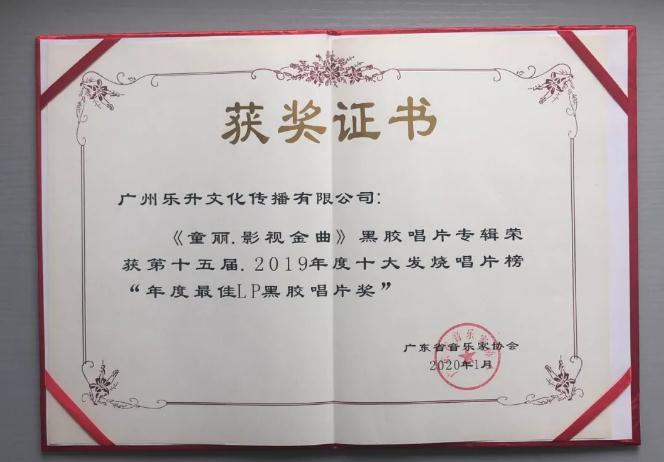 获奖证书
广州乐升文化传播有限公司:
《童丽.影视金曲》黑胶唱片专辑荣
获第十五届.2019年度十大发烧唱片榜
“年度最佳LP黑胶唱片奖”
广东省音乐家协会
2020年1月